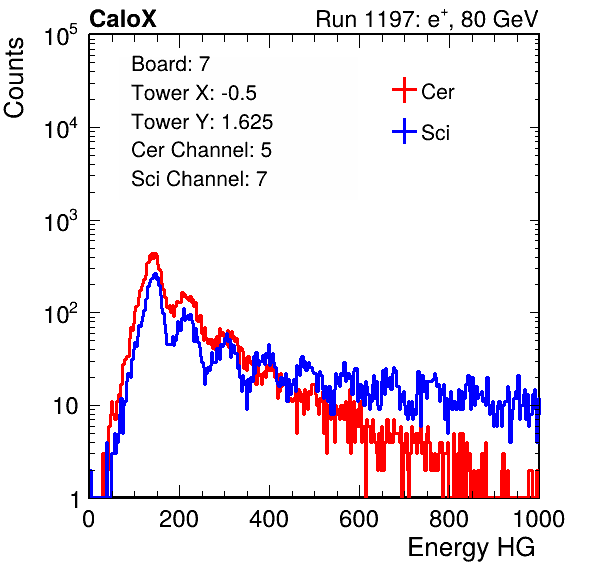 CaloX Run 1197: e⁺, 80 GeV
Counts
10⁵
10⁴
10³
10²
10
1
Board: 7
Tower X: -0.5
Tower Y: 1.625
Cer Channel: 5
Sci Channel: 7
Cer
Sci
0 200 400 600 800 1000
Energy HG